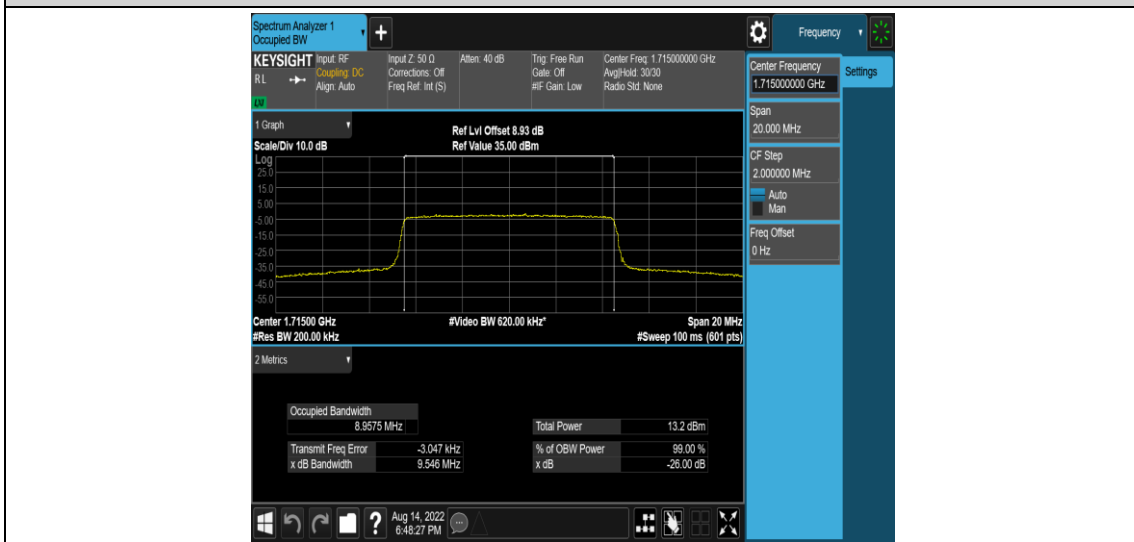 Spectrum Analyzer 1
Occupied BW
+
Frequency
KEYSIGHT
RL
LXI
Input: RF
Coupling: DC
Align: Auto
Input Z: 50 Ω
Corrections: Off
Freq Ref: Int (S)
Atten: 40 dB
Trig: Free Run
Gate: Off
#IF Gain: Low
Center Freq: 1.715000000 GHz
Avg|Hold: 30/30
Radio Std: None
Center Frequency
1.715000000 GHz
Settings
Span
20.000 MHz
CF Step
2.000000 MHz
Auto
Man
Freq Offset
0 Hz
1 Graph
Scale/Div 10.0 dB
Ref Lvl Offset 8.93 dB
Ref Value 35.00 dBm
Log
25.0
15.0
5.00
-5.00
-15.0
-25.0
-35.0
-45.0
-55.0
Center 1.71500 GHz
#Res BW 200.00 kHz
#Video BW 620.00 kHz*
Span 20 MHz
#Sweep 100 ms (601 pts)
2 Metrics
Occupied Bandwidth
8.9575 MHz
Transmit Freq Error -3.047 kHz
x dB Bandwidth 9.546 MHz
Total Power 13.2 dBm
% of OBW Power 99.00 %
x dB -26.00 dB
?
Aug 14, 2022
6:48:27 PM